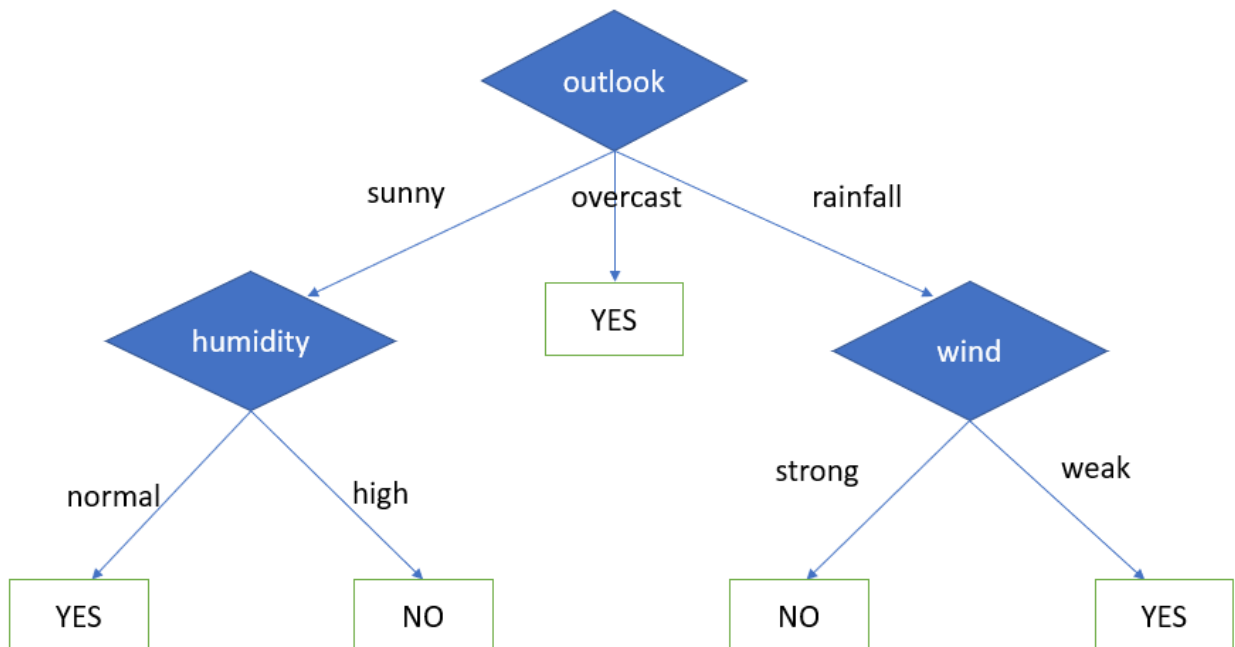 outlook
sunny
overcast
rainfall
humidity
YES
wind
normal
high
strong
weak
YES
NO
NO
YES